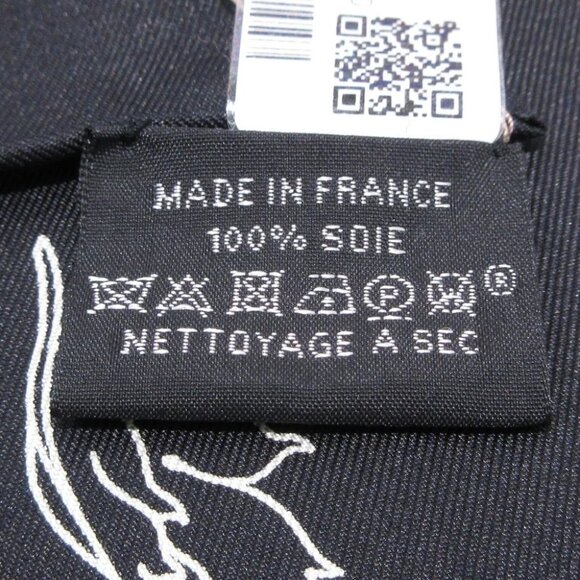 MADE IN FRANCE
100% SOIE
P W ®
NETTOYAGE A SEC